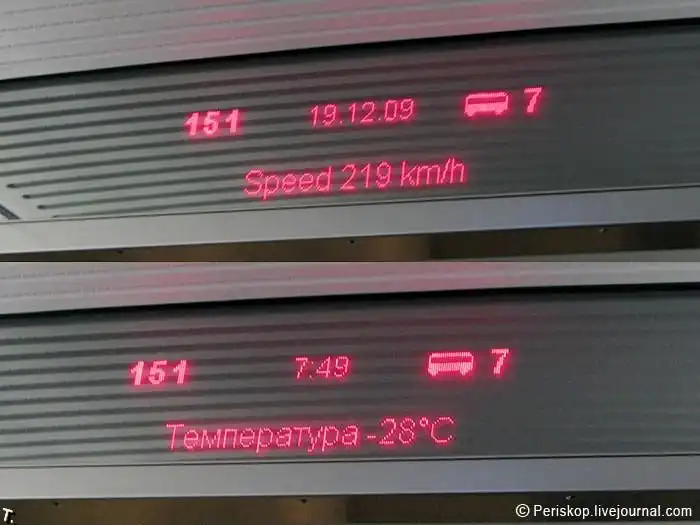 151 19.12.09 7
Speed 219 km/h
151 7:49 7
Температура -28°C
T.
© Periskop.livejournal.com